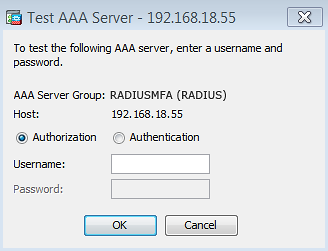 Test AAA Server - 192.168.18.55
To test the following AAA server, enter a username and
password.
AAA Server Group: RADIUSMFA (RADIUS)
Host: 192.168.18.55
Authorization Authentication
Username:
Password:
OK Cancel